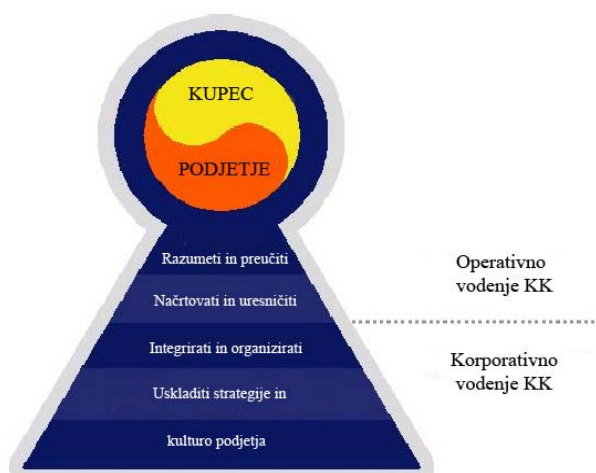 KUPEC
PODJETJE
Razumeti in preučiti
Načrtovati in uresničiti
Integrirati in organizirati
Uskladiti strategije in
kulturo podjetja
Operativno
vodenje KK
Korporativno
vodenje KK